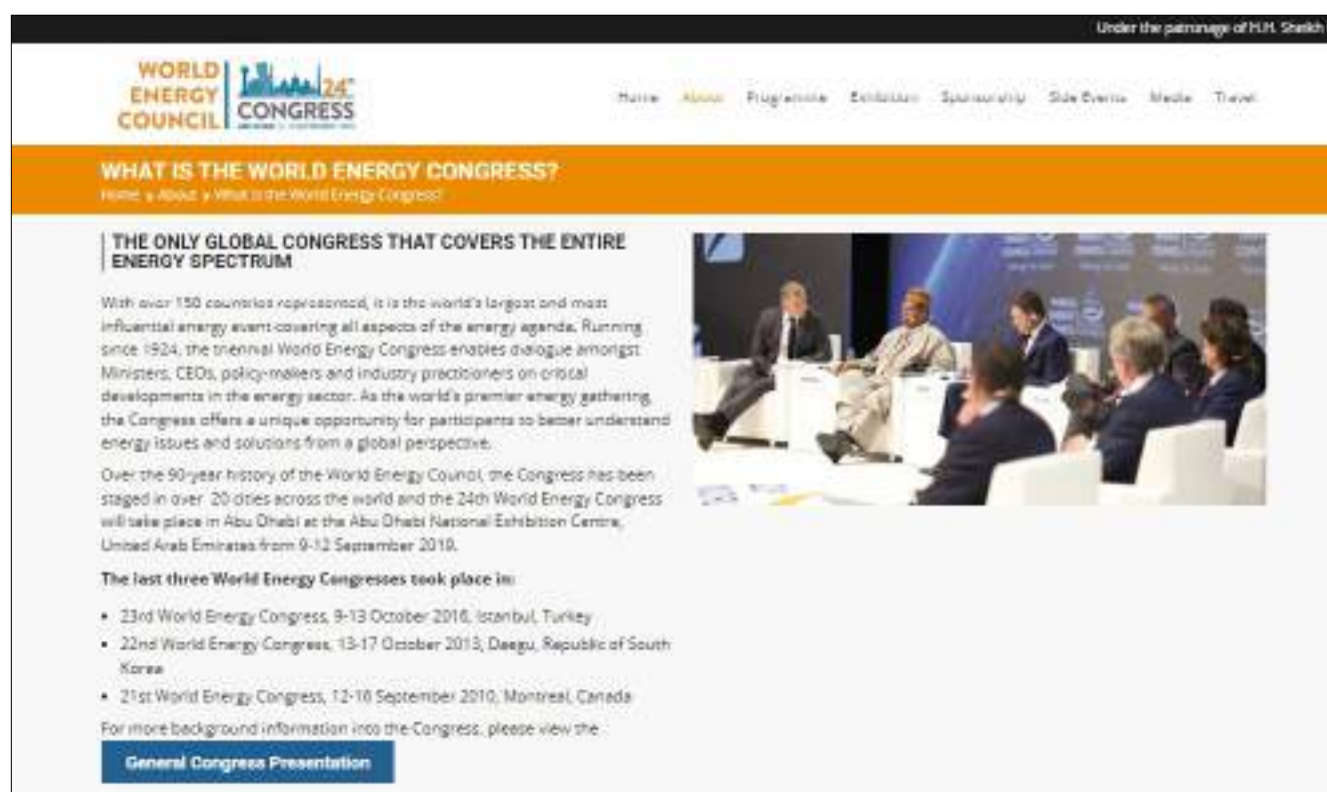 Under the patronage of H.H. Sheikh
WORLD
ENERGY
COUNCIL
24th
CONGRESS
Home About Programme Exhibition Sponsorship Side Events Media Travel
WHAT IS THE WORLD ENERGY CONGRESS?
Home » About » What is the World Energy Congress?
THE ONLY GLOBAL CONGRESS THAT COVERS THE ENTIRE
ENERGY SPECTRUM
With over 150 countries represented, it is the world's largest and most
influential energy event covering all aspects of the energy agenda. Running
since 1924, the triennial World Energy Congress enables dialogue amongst
Ministers, CEOs, policy-makers and industry practitioners on critical
developments in the energy sector. As the world's premier energy gathering,
the Congress offers a unique opportunity for participants to better understand
energy issues and solutions from a global perspective.
Over the 90-year history of the World Energy Council, the Congress has been
staged in over 20 cities across the world and the 24th World Energy Congress
will take place in Abu Dhabi at the Abu Dhabi National Exhibition Centre,
United Arab Emirates from 9-12 September 2019.
The last three World Energy Congresses took place in:
• 23rd World Energy Congress, 9-13 October 2016, Istanbul, Turkey
• 22nd World Energy Congress, 13-17 October 2013, Daegu, Republic of South
Korea
• 21st World Energy Congress, 12-16 September 2010, Montreal, Canada
For more background information into the Congress, please view the
General Congress Presentation